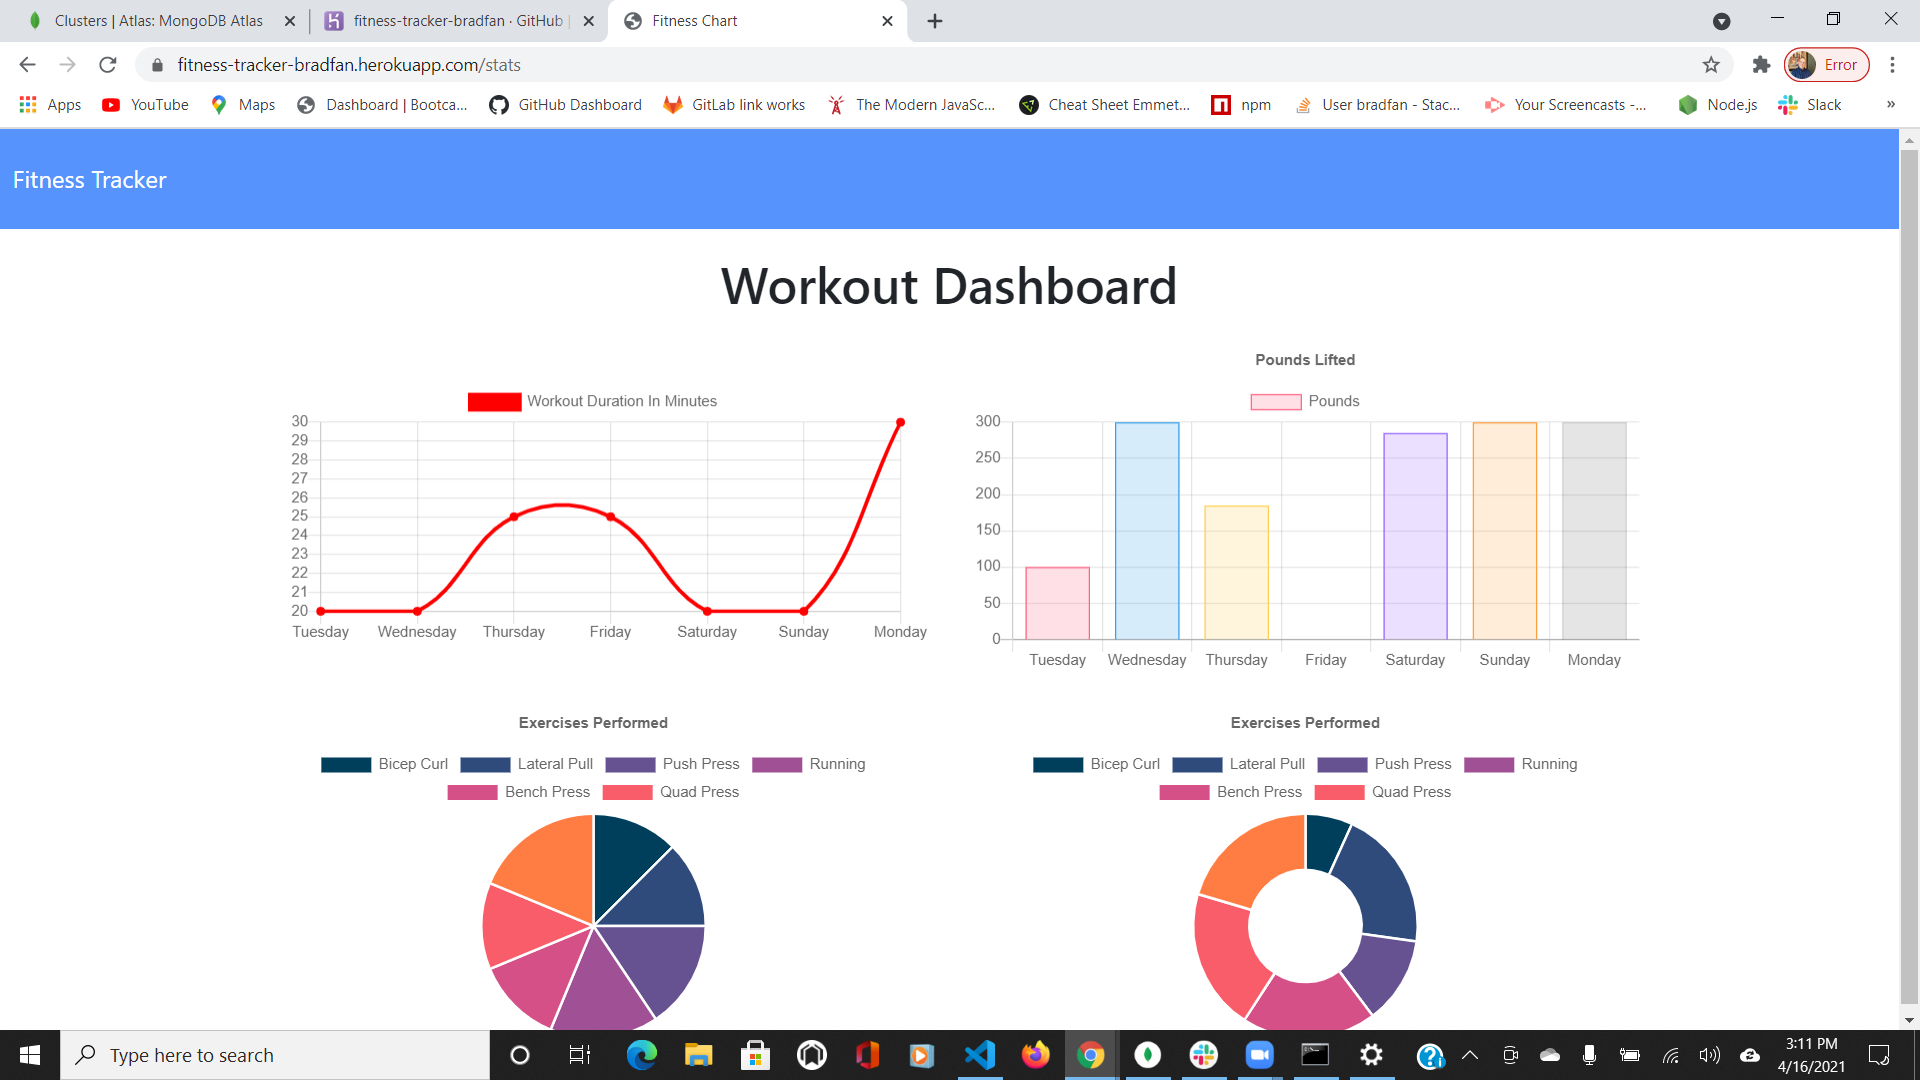 Clusters | Atlas: MongoDB Atlas
fitness-tracker-bradfan · GitHub |
Fitness Chart
fitness-tracker-bradfan.herokuapp.com/stats
Error
Apps
YouTube
Maps
Dashboard | Bootca...
GitHub Dashboard
GitLab link works
The Modern JavaSc...
Cheat Sheet Emmet...
npm
User bradfan - Stac...
Your Screencasts -...
Node.js
Slack
»
Fitness Tracker
Workout Dashboard
Workout Duration In Minutes
30
29
28
27
26
25
24
23
22
21
20
Tuesday Wednesday Thursday Friday Saturday Sunday Monday
Pounds Lifted
Pounds
300
250
200
150
100
50
0
Tuesday Wednesday Thursday Friday Saturday Sunday Monday
Exercises Performed
Bicep Curl Lateral Pull Push Press Running
Bench Press Quad Press
Exercises Performed
Bicep Curl Lateral Pull Push Press Running
Bench Press Quad Press
Type here to search
3:11 PM
4/16/2021